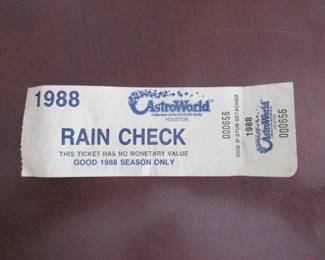 1988
AstroWorld®
HOUSTON
RAIN CHECK
THIS TICKET HAS NO MONETARY VALUE
GOOD 1988 SEASON ONLY
000656
VOID IF STUB DETACHED
1988
AstroWorld®
HOUSTON
000656